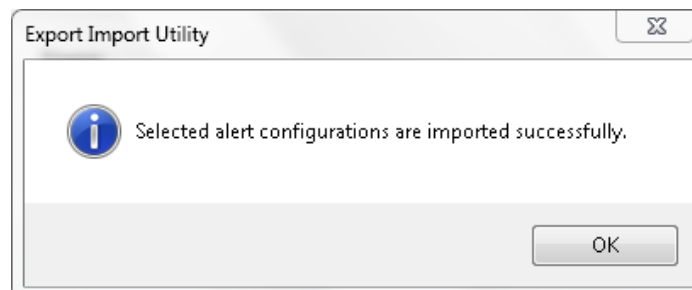 Export Import Utility
Selected alert configurations are imported successfully.
OK